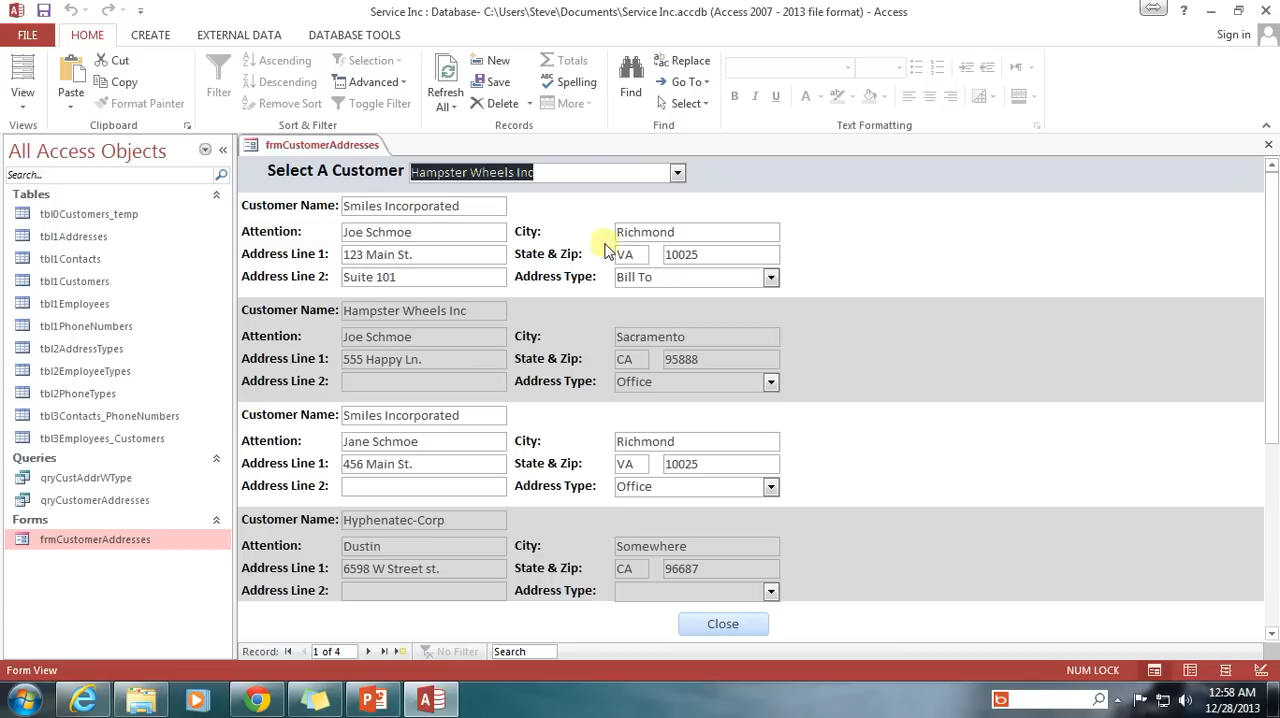 Service Inc : Database- C:\Users\Steve\Documents\Service Inc.accdb (Access 2007 - 2013 file format) - Access
FILE HOME CREATE EXTERNAL DATA DATABASE TOOLS Sign in
View
Views
Paste
Cut
Copy
Format Painter
Clipboard
Filter
Ascending
Descending
Remove Sort
Selection
Advanced
Toggle Filter
Sort & Filter
Refresh
All
New
Save
Delete
Totals
Spelling
More
Records
Find
Replace
Go To
Select
Find
B I U A
Text Formatting
All Access Objects
Search...
Tables
tbl0Customers_temp
tbl1Addresses
tbl1Contacts
tbl1Customers
tbl1Employees
tbl1PhoneNumbers
tbl2AddressTypes
tbl2EmployeeTypes
tbl2PhoneTypes
tbl3Contacts_PhoneNumbers
tbl3Employees_Customers
Queries
qryCustAddrWType
qryCustomerAddresses
Forms
frmCustomerAddresses
frmCustomerAddresses
Select A Customer Hampster Wheels Inc
Customer Name: Smiles Incorporated
Attention: Joe Schmoe City: Richmond
Address Line 1: 123 Main St. State & Zip: VA 10025
Address Line 2: Suite 101 Address Type: Bill To
Customer Name: Hampster Wheels Inc
Attention: Joe Schmoe City: Sacramento
Address Line 1: 555 Happy Ln. State & Zip: CA 95888
Address Line 2: Address Type: Office
Customer Name: Smiles Incorporated
Attention: Jane Schmoe City: Richmond
Address Line 1: 456 Main St. State & Zip: VA 10025
Address Line 2: Address Type: Office
Customer Name: Hyphenatec-Corp
Attention: Dustin City: Somewhere
Address Line 1: 6598 W Street st. State & Zip: CA 96687
Address Line 2: Address Type:
Close
Record: 1 of 4 No Filter Search
Form View NUM LOCK
12:58 AM
12/28/2013